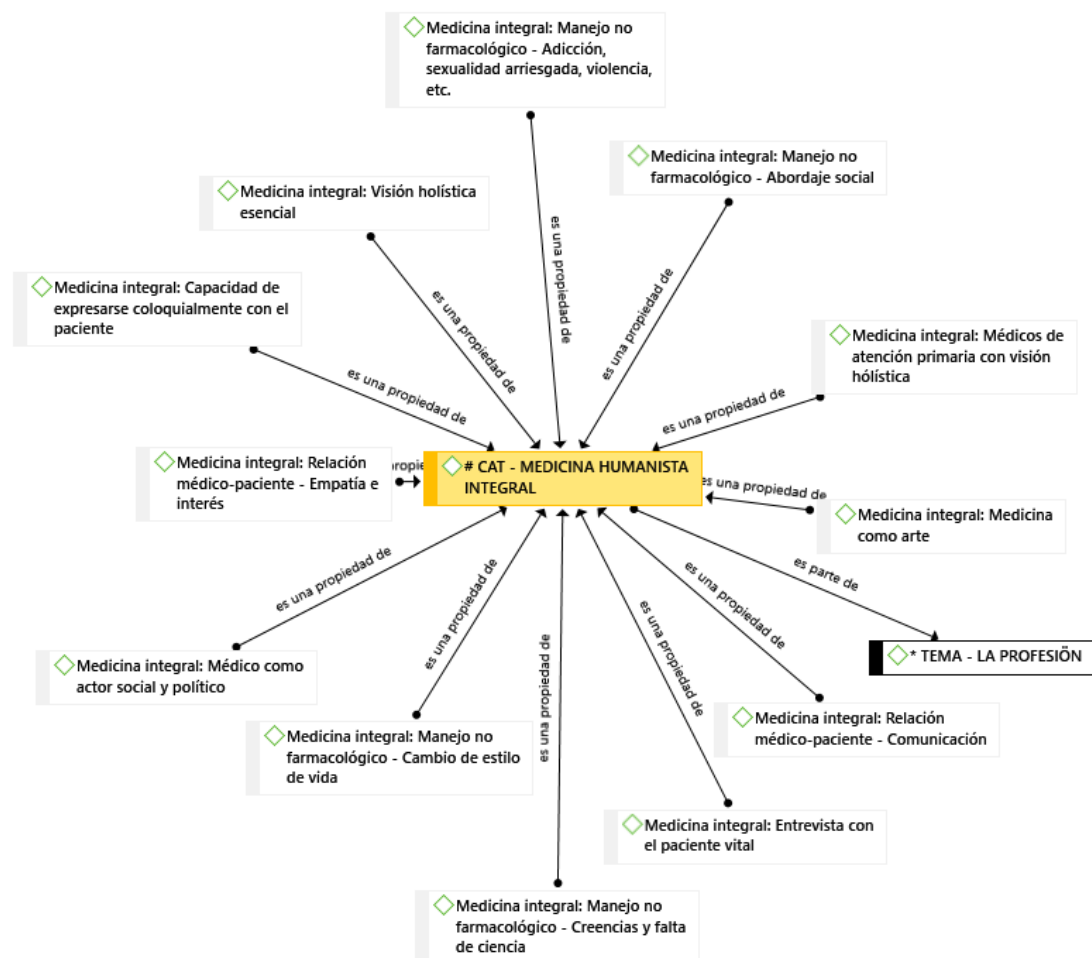 Medicina integral: Manejo no
farmacológico - Adicción,
sexualidad arriesgada, violencia,
etc.
Medicina integral: Manejo no
farmacológico - Abordaje social
Medicina integral: Visión holística
esencial
Medicina integral: Capacidad de
expresarse coloquialmente con el
paciente
Medicina integral: Médicos de
atención primaria con visión
hólística
es una propiedad de
es una propiedad de
es una propiedad de
es una propiedad de
es una propiedad de
Medicina integral: Relación
médico-paciente - Empatía e
interés
propie
# CAT - MEDICINA HUMANISTA
INTEGRAL
es una propiedad de
Medicina integral: Medicina
como arte
es una propiedad de
es una propiedad de
es una propiedad de
es una propiedad de
es una propiedad de
es parte de
* TEMA - LA PROFESIÖN
Medicina integral: Médico como
actor social y político
Medicina integral: Manejo no
farmacológico - Cambio de estilo
de vida
Medicina integral: Relación
médico-paciente - Comunicación
Medicina integral: Entrevista con
el paciente vital
Medicina integral: Manejo no
farmacológico - Creencias y falta
de ciencia